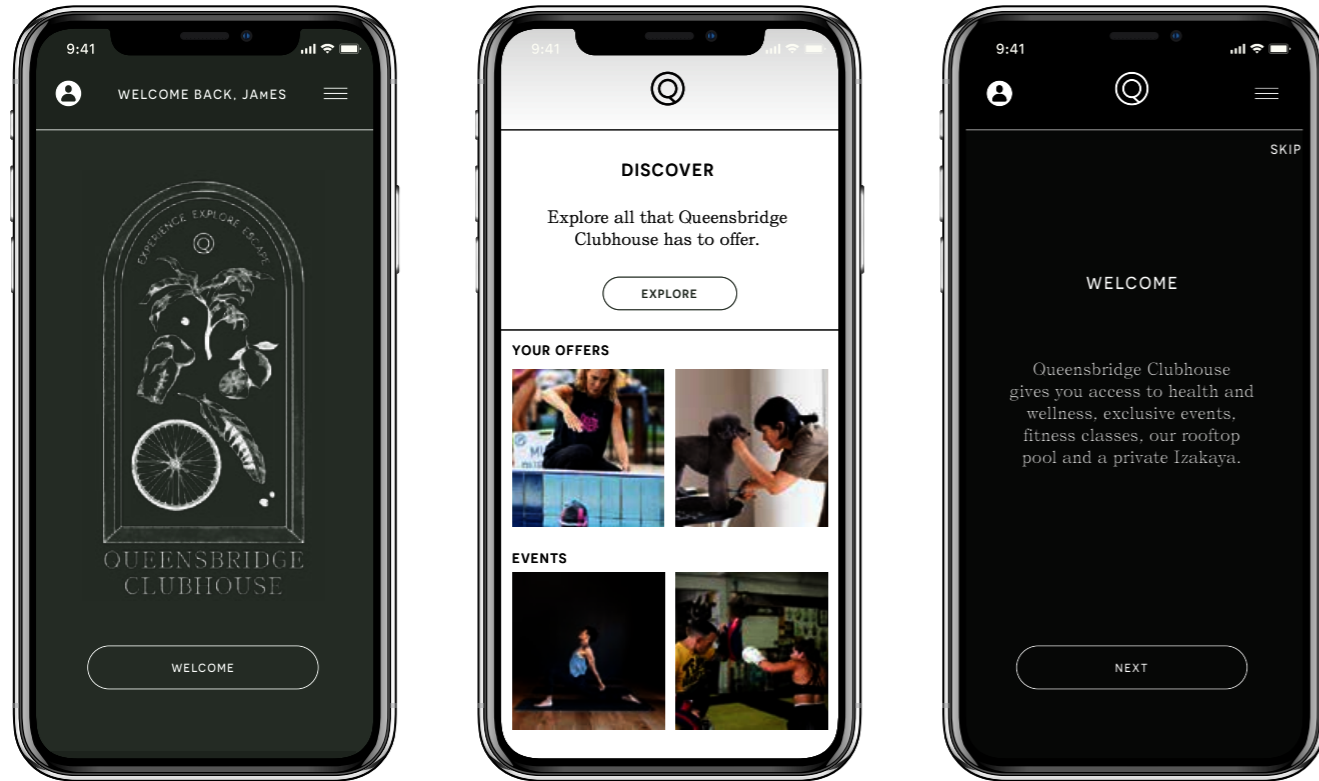 9:41
WELCOME BACK, JAMES
EXPERIENCE EXPLORE ESCAPE
Q
QUEENSBRIDGE
CLUBHOUSE
WELCOME
9:41
Q
DISCOVER
Explore all that Queensbridge
Clubhouse has to offer.
EXPLORE
YOUR OFFERS
EVENTS
9:41
Q
SKIP
WELCOME
Queensbridge Clubhouse
gives you access to health and
wellness, exclusive events,
fitness classes, our rooftop
pool and a private Izakaya.
NEXT